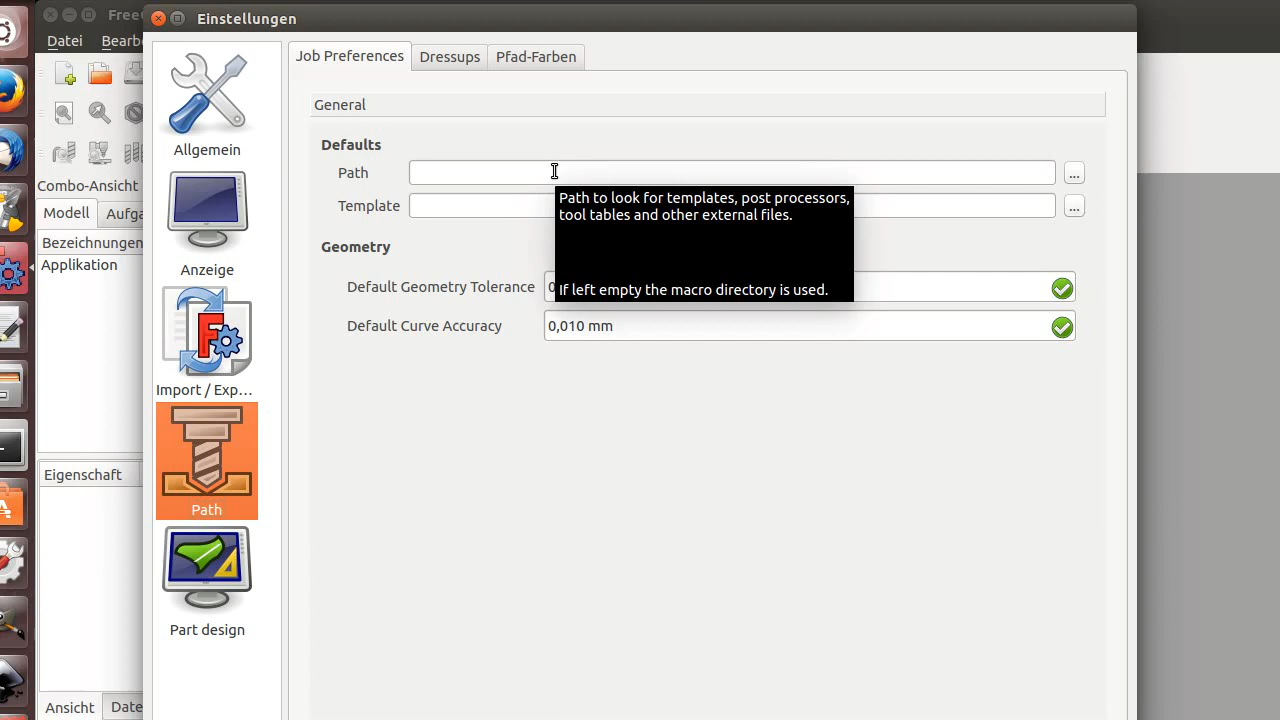 Einstellungen
Datei
Job Preferences
Dressups
Pfad-Farben
General
Defaults
Path
...
Path to look for templates, post processors,
tool tables and other external files.
If left empty the macro directory is used.
Template
...
Geometry
Default Geometry Tolerance
Default Curve Accuracy
0,010 mm
Allgemein
Anzeige
Import / Exp...
Path
Part design
Combo-Ansicht
Modell
Applikation
Eigenschaft
Ansicht